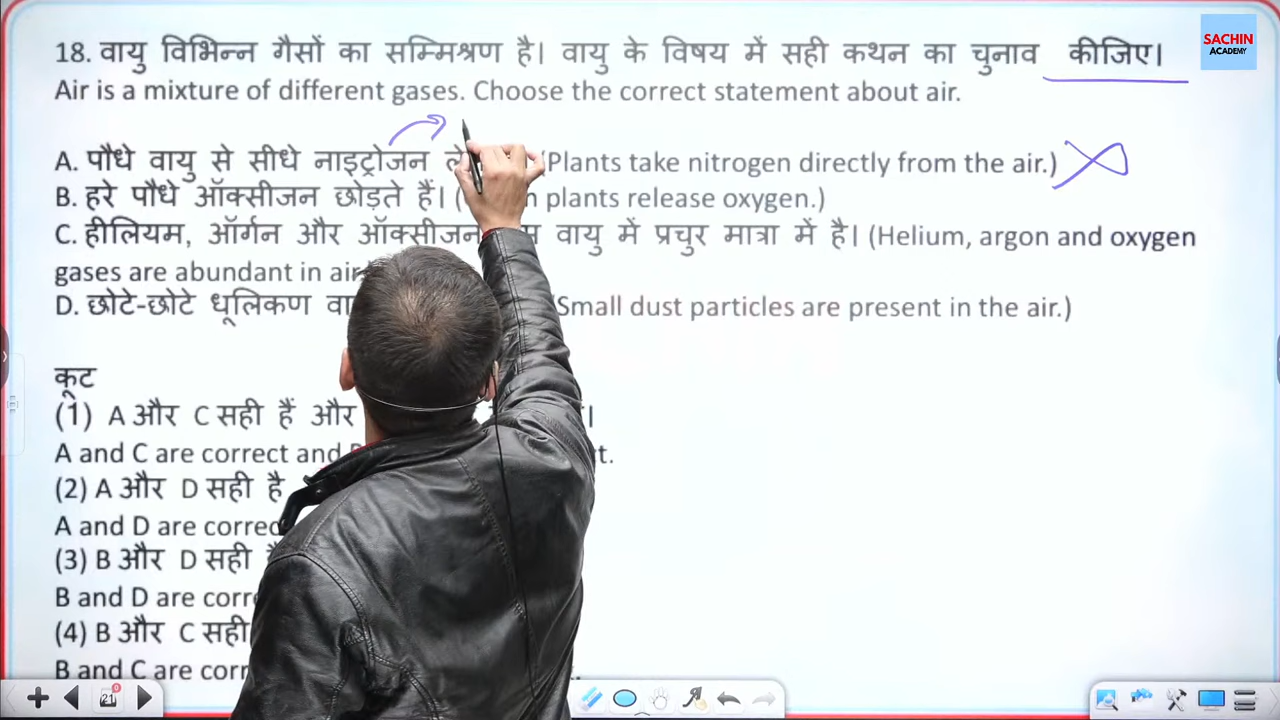 SACHIN
ACADEMY
18. वायु विभिन्न गैसों का सम्मिश्रण है। वायु के विषय में सही कथन का चुनाव कीजिए।
Air is a mixture of different gases. Choose the correct statement about air.
A. पौधे वायु से सीधे नाइट्रोजन (Plants take nitrogen directly from the air.)
B. हरे पौधे ऑक्सीजन छोड़ते हैं। plants release oxygen.)
C. हीलियम, ऑर्गन और ऑक्सीजन वायु में प्रचुर मात्रा में है। (Helium, argon and oxygen
gases are abundant in air
D. छोटे-छोटे धूलिकण (Small dust particles are present in the air.)
कूट
(1) A और C सही हैं और
A and C are correct and
(2) A और D सही है
A and D are
(3) B और D सही
B and D are
(4) B और C सही
B and C are
21